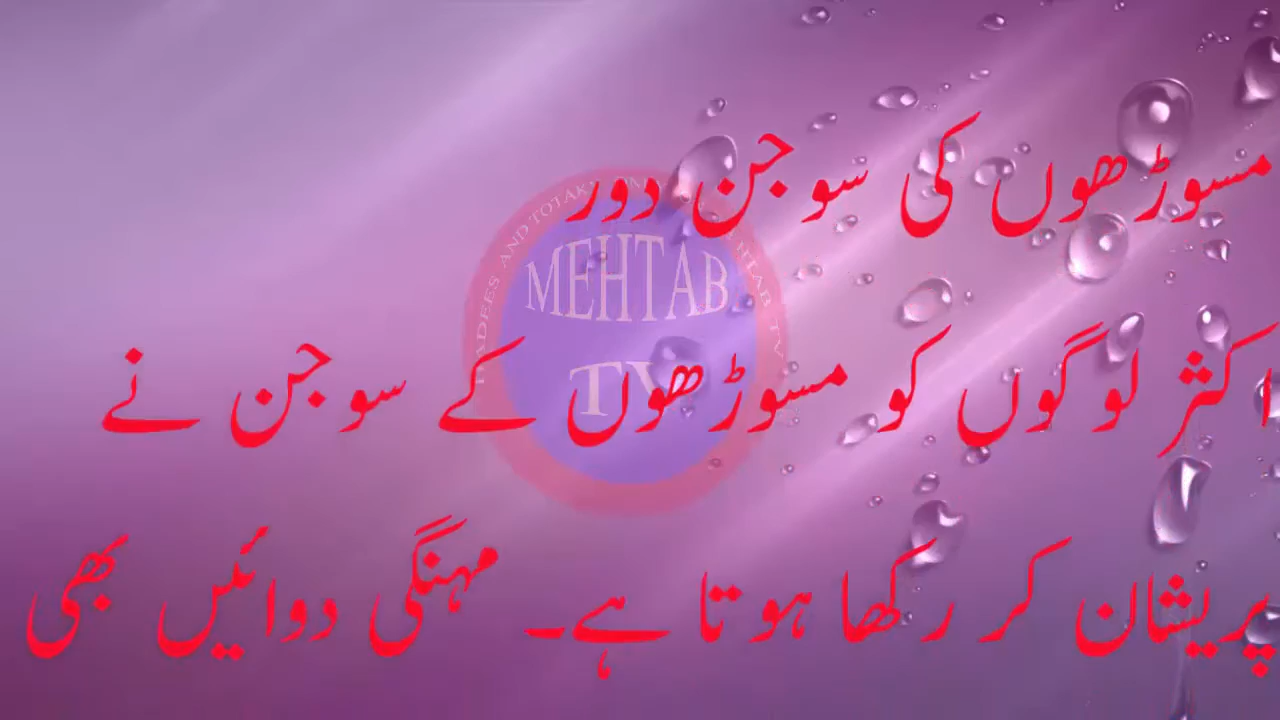 مسوڑھوں کی سوجن دور
اکثر لوگوں کو مسوڑھوں کے سوجن نے
پریشان کر رکھا ہوتا ہے۔ مہنگی دوائیں بھی
MEHTAB
TV